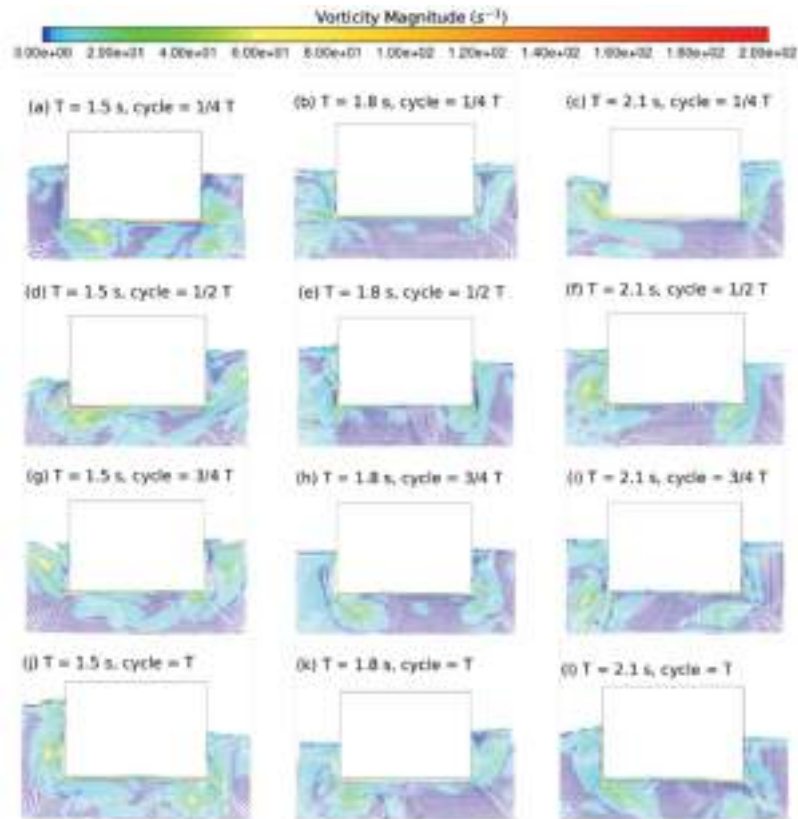 Vorticity Magnitude (s⁻¹)
0.00e+00 2.00e+01 4.00e+01 6.00e+01 8.00e+01 1.00e+02 1.20e+02 1.40e+02 1.60e+02 1.80e+02 2.00e+02
(a) T = 1.5 s, cycle = 1/4 T (b) T = 1.8 s, cycle = 1/4 T (c) T = 2.1 s, cycle = 1/4 T
(d) T = 1.5 s, cycle = 1/2 T (e) T = 1.8 s, cycle = 1/2 T (f) T = 2.1 s, cycle = 1/2 T
(g) T = 1.5 s, cycle = 3/4 T (h) T = 1.8 s, cycle = 3/4 T (i) T = 2.1 s, cycle = 3/4 T
(j) T = 1.5 s, cycle = T (k) T = 1.8 s, cycle = T (l) T = 2.1 s, cycle = T